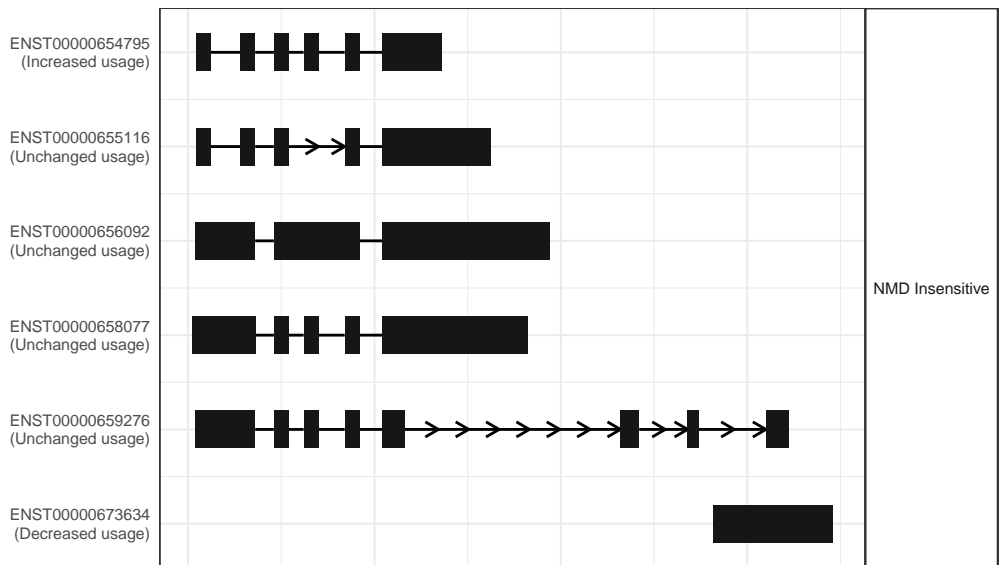 ENST00000654795
(Increased usage)
ENST00000655116
(Unchanged usage)
ENST00000656092
(Unchanged usage)
ENST00000658077
(Unchanged usage)
ENST00000659276
(Unchanged usage)
ENST00000673634
(Decreased usage)
NMD Insensitive